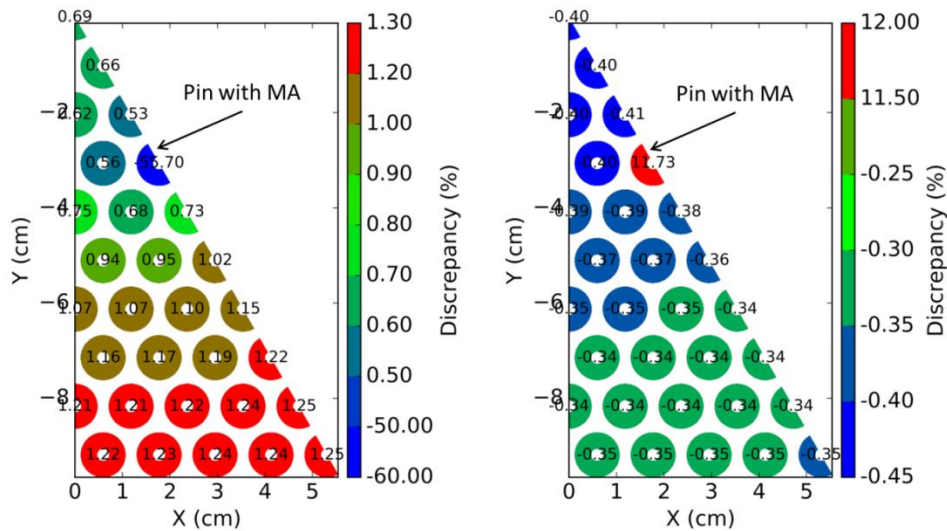 0.69
0.66
−2
0.62 0.53
Pin with MA
0.56 -55.70
−4
0.75 0.68 0.73
0.94 0.95 1.02
−6
1.07 1.07 1.10 1.15
1.16 1.17 1.19 1.22
−8
1.21 1.21 1.22 1.24 1.25
1.22 1.23 1.24 1.24 1.25
0 1 2 3 4 5
X (cm)
Y (cm)
1.30
1.20
1.00
0.90
0.80
0.70
0.60
0.50
-50.00
-60.00
Discrepancy (%)
-0.40
-0.40
−2
-0.40 -0.41
Pin with MA
-0.40 11.73
−4
-0.39 -0.39 -0.38
-0.37 -0.37 -0.36
−6
-0.35 -0.35 -0.35 -0.34
-0.34 -0.34 -0.34 -0.34
−8
-0.34 -0.34 -0.34 -0.34 -0.34
-0.35 -0.35 -0.35 -0.35 -0.35
0 1 2 3 4 5
X (cm)
Y (cm)
12.00
11.50
-0.25
-0.30
-0.35
-0.40
-0.45
Discrepancy (%)